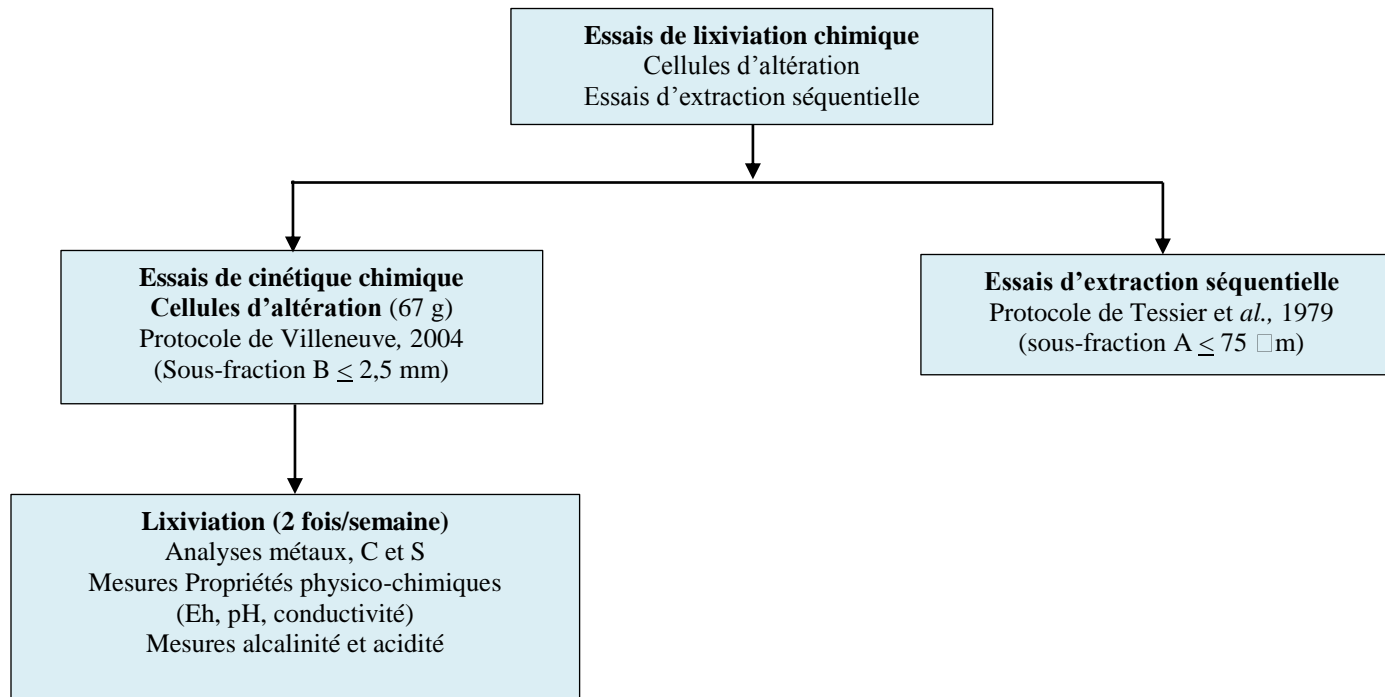 Essais de lixiviation chimique
Cellules d'altération
Essais d'extraction séquentielle
Essais de cinétique chimique
Cellules d'altération (67 g)
Protocole de Villeneuve, 2004
(Sous-fraction B ≤ 2,5 mm)
Essais d'extraction séquentielle
Protocole de Tessier et al., 1979
(sous-fraction A ≤ 75 □m)
Lixiviation (2 fois/semaine)
Analyses métaux, C et S
Mesures Propriétés physico-chimiques
(Eh, pH, conductivité)
Mesures alcalinité et acidité